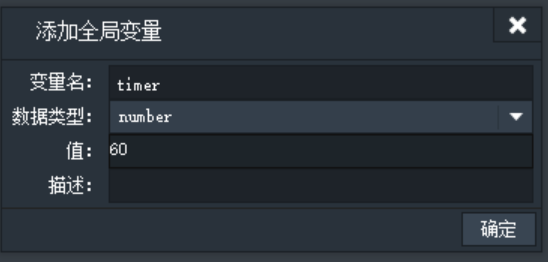 添加全局变量
变量名: timer
数据类型: number
值: 60
描述:
确定